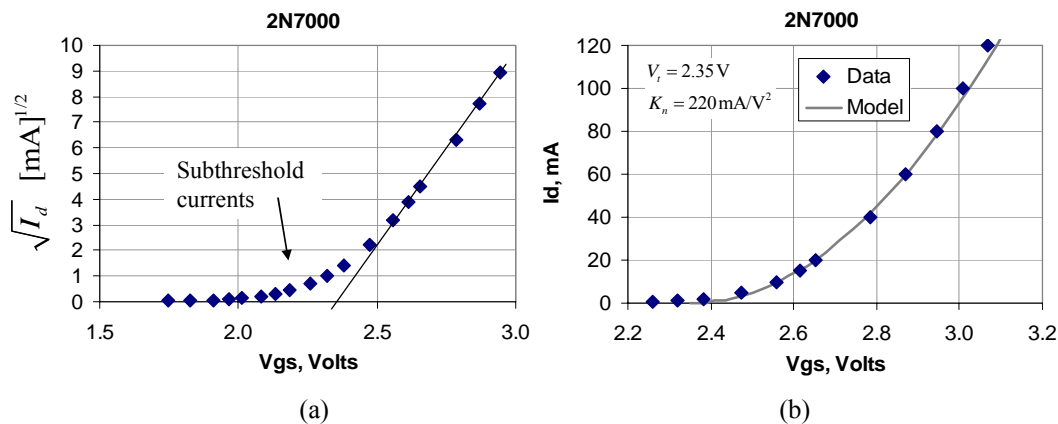 2N7000
√I_d [mA]^1/2
10
9
8
7
6
5
4
3
2
1
0
Subthreshold
currents
1.5 2.0 2.5 3.0
Vgs, Volts
(a)
2N7000
Id, mA
120
100
80
60
40
20
0
V_t = 2.35 V
K_n = 220 mA/V²
Data
Model
2.2 2.4 2.6 2.8 3.0 3.2
Vgs, Volts
(b)